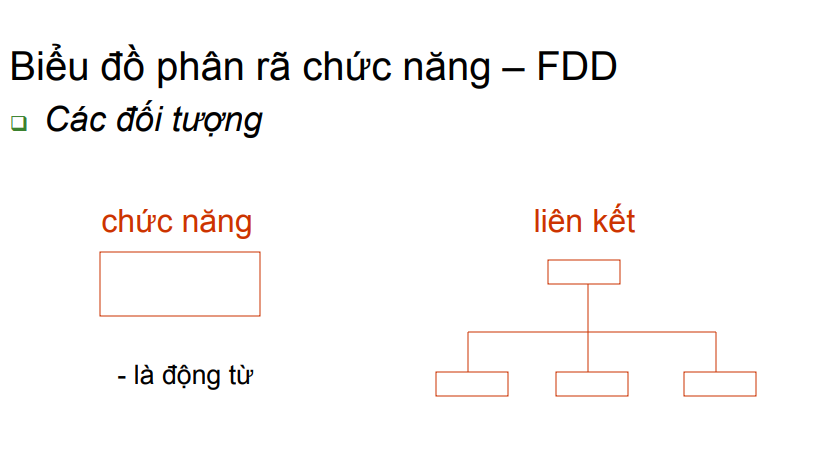 Biểu đồ phân rã chức năng – FDD
Các đối tượng
chức năng
liên kết
- là động từ